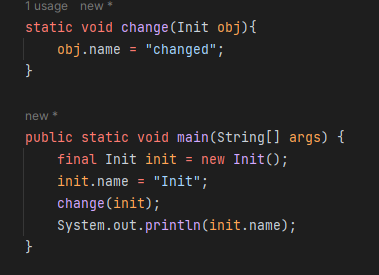 1 usage new *
static void change(Init obj){
    obj.name = "changed";
}
new *
public static void main(String[] args) {
    final Init init = new Init();
    init.name = "Init";
    change(init);
    System.out.println(init.name);
}